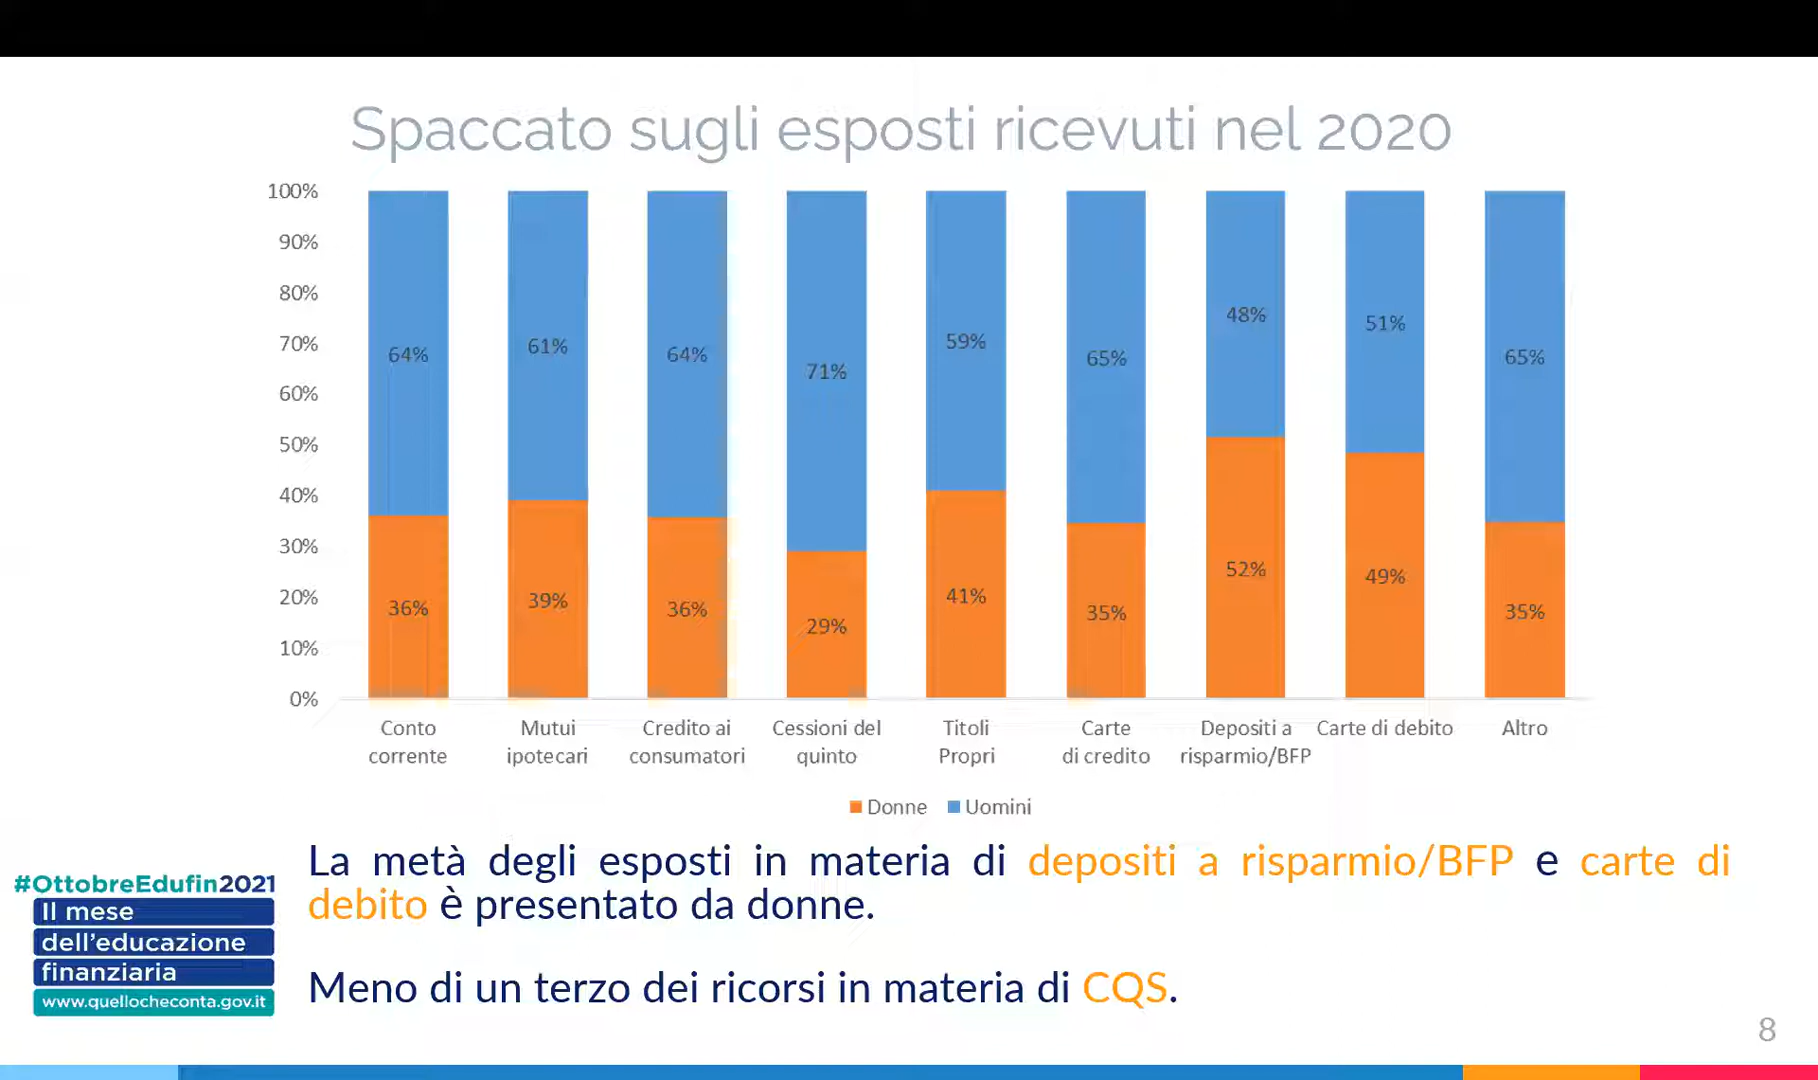 Spaccato sugli esposti ricevuti nel 2020
100%
90%
80%
70%
60%
50%
40%
30%
20%
10%
0%
64% 61% 64% 71% 59% 65% 48% 51% 65%
36% 39% 36% 29% 41% 35% 52% 49% 35%
Conto corrente
Mutui ipotecari
Credito ai consumatori
Cessioni del quinto
Titoli Propri
Carte di credito
Depositi a risparmio/BFP
Carte di debito
Altro
Donne Uomini
La metà degli esposti in materia di depositi a risparmio/BFP e carte di
debito è presentato da donne.
Meno di un terzo dei ricorsi in materia di CQS.
#OttobreEdufin2021
Il mese
dell'educazione
finanziaria
www.quellocheconta.gov.it
8